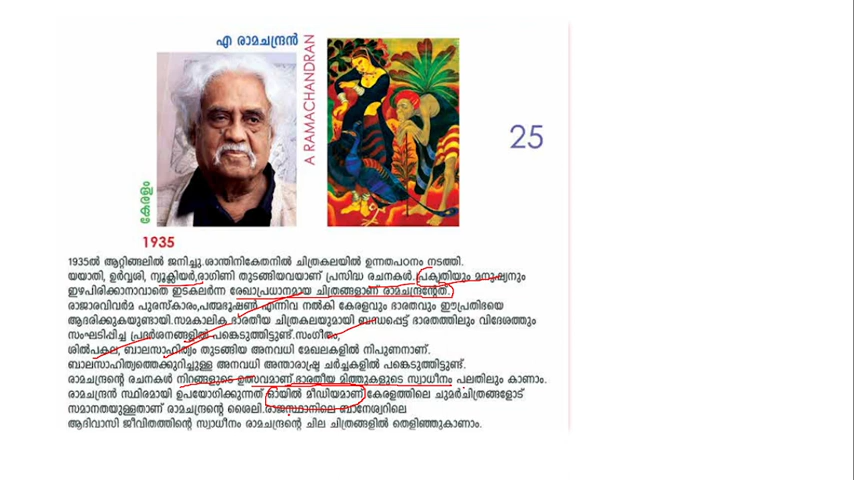 എ രാമചന്ദ്രൻ
A RAMACHANDRAN
25
കേരളം
1935
1935ൽ ആറ്റിങ്ങലിൽ ജനിച്ചു.ശാന്തിനികേതനിൽ ചിത്രകലയിൽ ഉന്നതപഠനം നടത്തി.
യയാതി, ഉർവ്വശി, ന്യൂക്ലിയർ,രാഗിണി തുടങ്ങിയവയാണ് പ്രസിദ്ധ രചനകൾ.പ്രകൃതിയും മനുഷ്യനും
ഇഴപിരിക്കാനാവാതെ ഇടകലർന്ന രേഖാപ്രധാനമായ ചിത്രങ്ങളാണ് രാമചന്ദ്രന്റേത്.
രാജാരവിവർമ പുരസ്കാരം,പത്മഭൂഷൺ എന്നിവ നൽകി കേരളവും ഭാരതവും ഈപ്രതിഭയെ
ആദരിക്കുകയുണ്ടായി.സമകാലിക ഭാരതീയ ചിത്രകലയുമായി ബന്ധപ്പെട്ട് ഭാരതത്തിലും വിദേശത്തും
സംഘടിപ്പിച്ച പ്രദർശനങ്ങളിൽ പങ്കെടുത്തിട്ടുണ്ട്.സംഗീതം,
ശിൽപകല, ബാലസാഹിത്യം തുടങ്ങിയ അനവധി മേഖലകളിൽ നിപുണനാണ്.
ബാലസാഹിത്യത്തെക്കുറിച്ചുള്ള അനവധി അന്താരാഷ്ട്ര ചർച്ചകളിൽ പങ്കെടുത്തിട്ടുണ്ട്.
രാമചന്ദ്രന്റെ രചനകൾ നിറങ്ങളുടെ ഉത്സവമാണ്.ഭാരതീയ മിത്തുകളുടെ സ്വാധീനം പലതിലും കാണാം.
രാമചന്ദ്രൻ സ്ഥിരമായി ഉപയോഗിക്കുന്നത് ഓയിൽ മീഡിയമാണ്.കേരളത്തിലെ ചുമർചിത്രങ്ങളോട്
സമാനതയുള്ളതാണ് രാമചന്ദ്രന്റെ ശൈലി.രാജസ്ഥാനിലെ ബാനേശ്വറിലെ
ആദിവാസി ജീവിതത്തിന്റെ സ്വാധീനം രാമചന്ദ്രന്റെ ചില ചിത്രങ്ങളിൽ തെളിഞ്ഞുകാണാം.